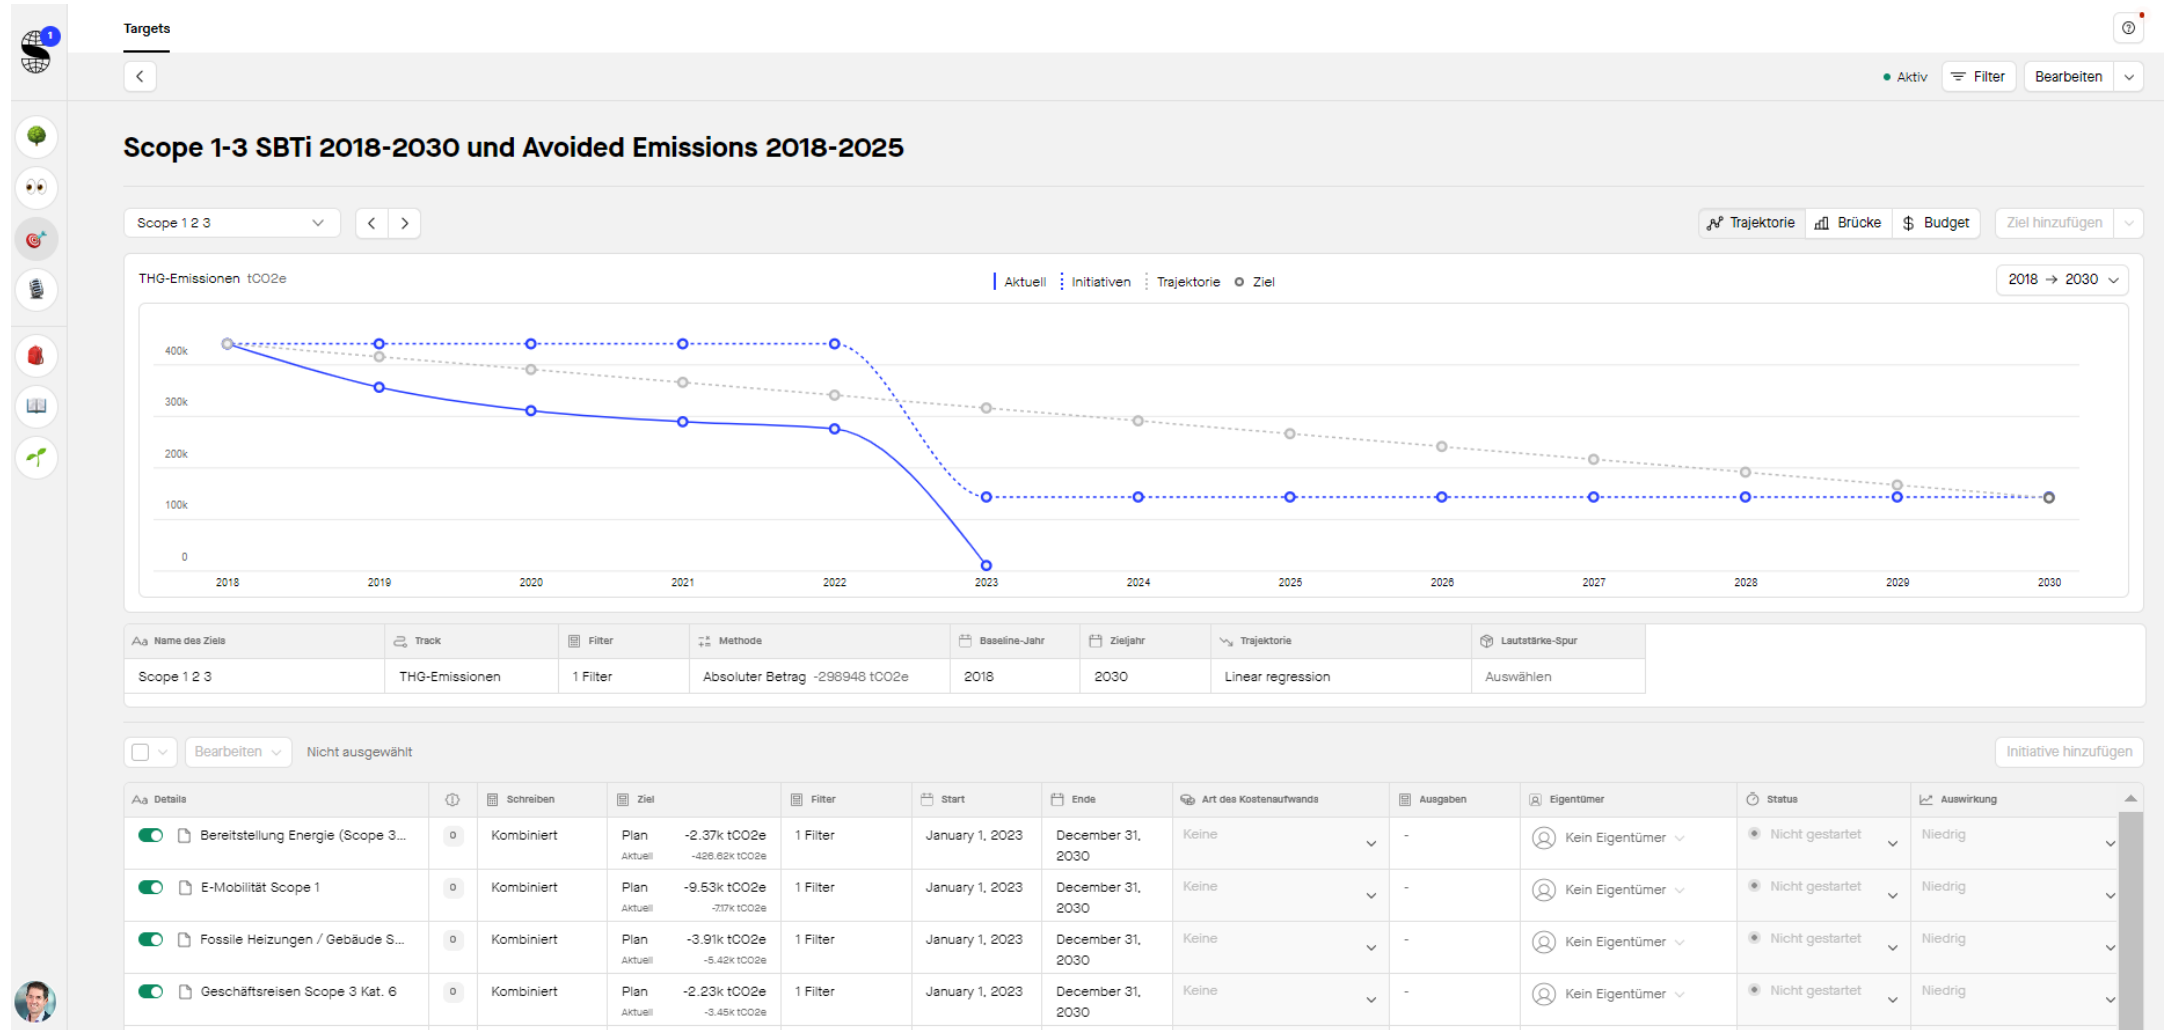 1
Targets
Aktiv
Filter
Bearbeiten
Scope 1-3 SBTi 2018-2030 und Avoided Emissions 2018-2025
Scope 1 2 3
Trajektorie
Brücke
$ Budget
Ziel hinzufügen
THG-Emissionen tCO2e
Aktuell
Initiativen
Trajektorie
Ziel
2018 → 2030
400k
300k
200k
100k
0
2018 2019 2020 2021 2022 2023 2024 2025 2026 2027 2028 2029 2030
Aa Name des Ziels Track Filter Methode Baseline-Jahr Zieljahr Trajektorie Lautstärke-Spur
Scope 1 2 3 THG-Emissionen 1 Filter Absoluter Betrag -298948 tCO2e 2018 2030 Linear regression Auswählen
Bearbeiten Nicht ausgewählt Initiative hinzufügen
Aa Details Schreiben Ziel Filter Start Ende Art des Kostenaufwands Ausgaben Eigentümer Status Auswirkung
Bereitstellung Energie (Scope 3... 0 Kombiniert Plan -2.37k tCO2e 1 Filter January 1, 2023 December 31, Keine - Kein Eigentümer Nicht gestartet Niedrig
Aktuell -426.62k tCO2e 2030
E-Mobilität Scope 1 0 Kombiniert Plan -9.53k tCO2e 1 Filter January 1, 2023 December 31, Keine - Kein Eigentümer Nicht gestartet Niedrig
Aktuell -7.17k tCO2e 2030
Fossile Heizungen / Gebäude S... 0 Kombiniert Plan -3.91k tCO2e 1 Filter January 1, 2023 December 31, Keine - Kein Eigentümer Nicht gestartet Niedrig
Aktuell -5.42k tCO2e 2030
Geschäftsreisen Scope 3 Kat. 6 0 Kombiniert Plan -2.23k tCO2e 1 Filter January 1, 2023 December 31, Keine - Kein Eigentümer Nicht gestartet Niedrig
Aktuell -3.45k tCO2e 2030